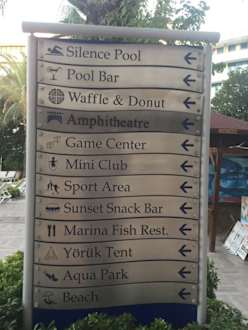 Silence Pool
Pool Bar
Waffle & Donut
Amphitheatre
Game Center
Mini Club
Sport Area
Sunset Snack Bar
Marina Fish Rest.
Yörük Tent
Aqua Park
Beach